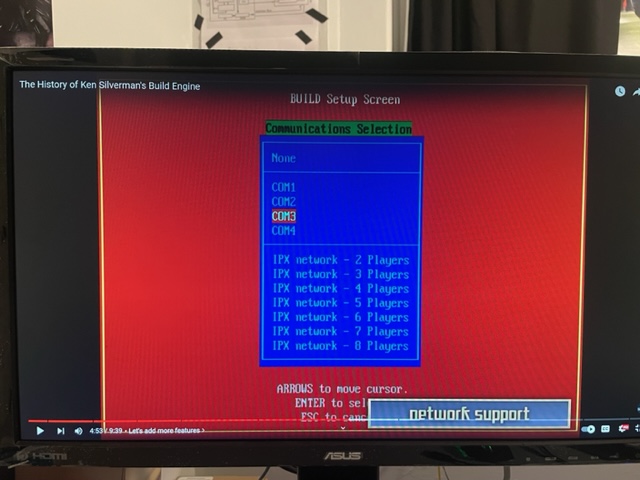 The History of Ken Silverman's Build Engine
BUILD Setup Screen
Communications Selection
None
COM1
COM2
COM3
COM4
IPX network - 2 Players
IPX network - 3 Players
IPX network - 4 Players
IPX network - 5 Players
IPX network - 6 Players
IPX network - 7 Players
IPX network - 8 Players
ARROWS to move cursor.
ENTER to sel
ESC to canc
network support
4:53 / 9:39 • Let's add more features >
HDMI
ASUS